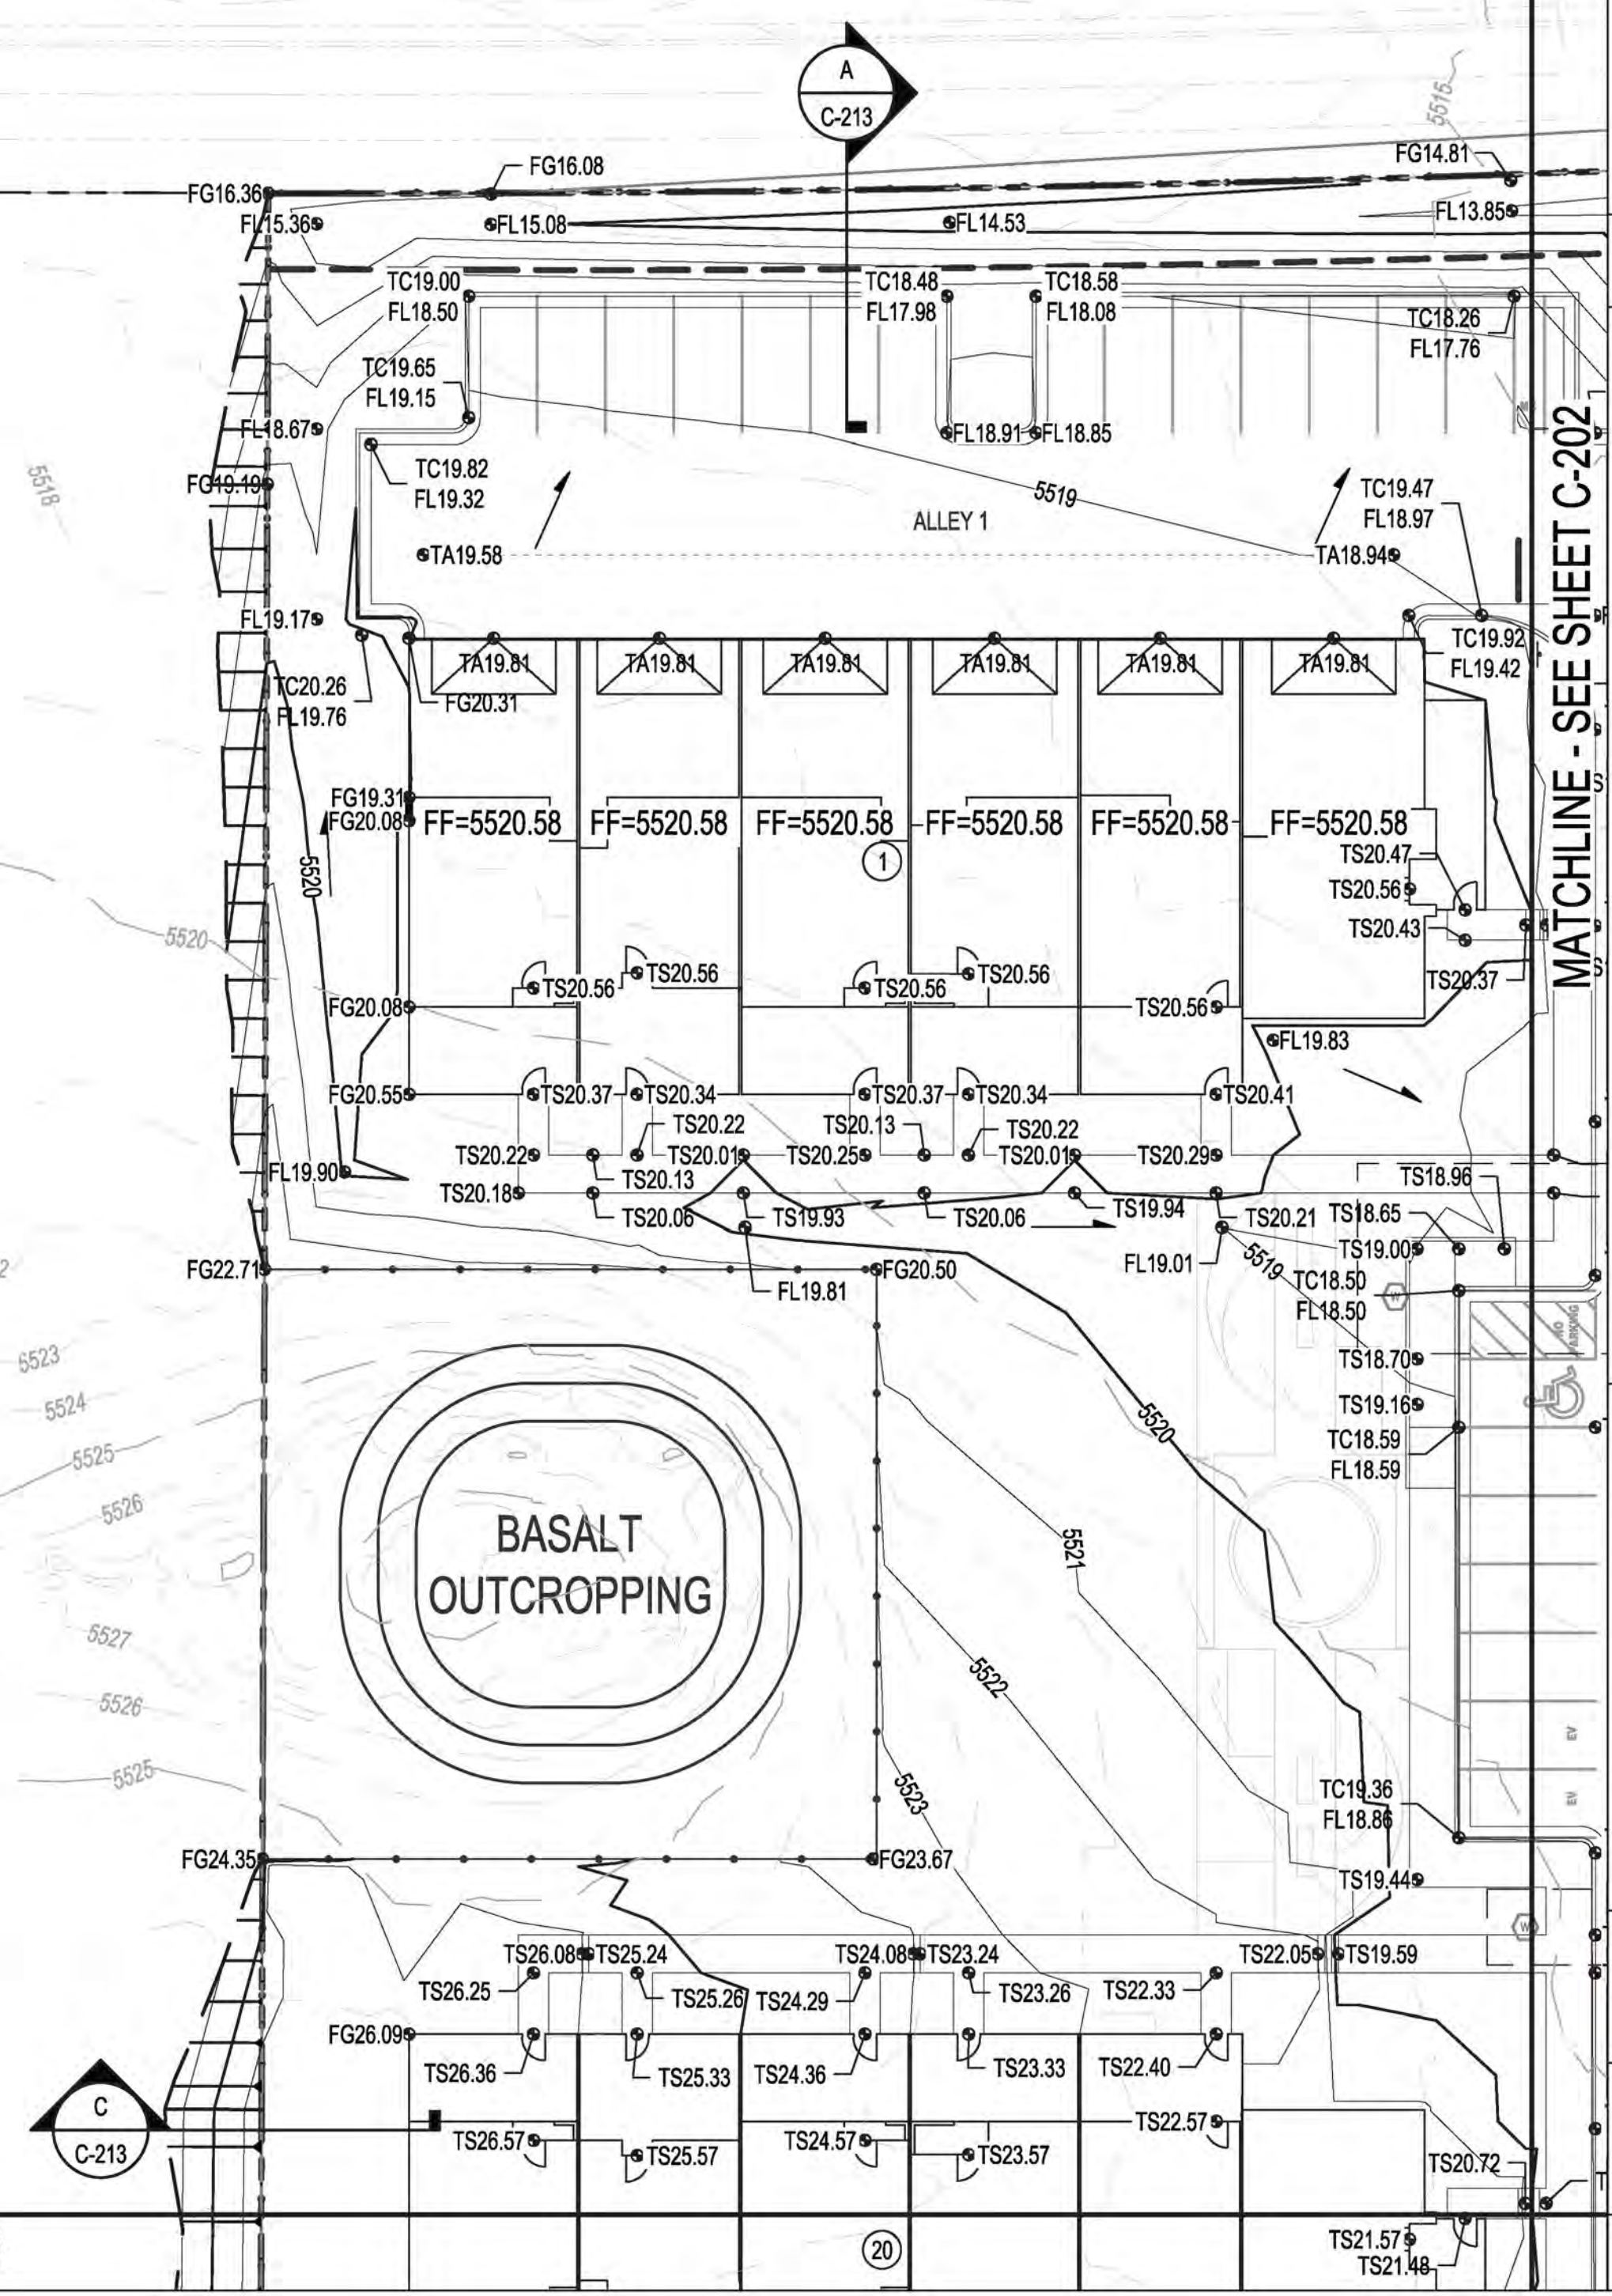 A
C-213
5515
FG16.08
FG14.81
FG16.36
FL15.36
FL15.08
FL14.53
FL13.85
TC19.00
FL18.50
TC18.48
FL17.98
TC18.58
FL18.08
TC18.26
FL17.76
TC19.65
FL19.15
FL18.67
FL18.91
FL18.85
MATCHLINE - SEE SHEET C-202
5518
FG19.19
TC19.82
FL19.32
5519
TC19.47
FL18.97
ALLEY 1
TA19.58
TA18.94
FL19.17
TC19.92
FL19.42
TA19.81
TA19.81
TA19.81
TA19.81
TA19.81
TA19.81
TC20.26
FL19.76
FG20.31
FG19.31
FG20.08
FF=5520.58
FF=5520.58
FF=5520.58
FF=5520.58
FF=5520.58
FF=5520.58
1
TS20.47
TS20.56
5520
5520
TS20.43
TS20.56
TS20.56
TS20.56
TS20.56
TS20.37
FG20.08
TS20.56
FL19.83
FG20.55
TS20.37
TS20.34
TS20.37
TS20.34
TS20.41
TS20.22
TS20.13
TS20.22
TS20.22
TS20.01
TS20.25
TS20.01
TS20.29
FL19.90
TS20.13
TS18.96
TS20.18
TS20.06
TS19.93
TS20.06
TS19.94
TS20.21
TS18.65
TS19.00
FL19.01
5519
FG22.71
FG20.50
TC18.50
FL18.50
FL19.81
W
NO
PARKING
5523
TS18.70
5524
TS19.16
5520
TC18.59
FL18.59
5525
5526
BASALT
OUTCROPPING
5521
5527
5522
5526
EV
5525
5523
TC19.36
FL18.86
EV
FG24.35
FG23.67
TS19.44
W
TS26.08
TS25.24
TS24.08
TS23.24
TS22.05
TS19.59
TS26.25
TS25.26
TS24.29
TS23.26
TS22.33
FG26.09
TS26.36
TS25.33
TS24.36
TS23.33
TS22.40
C
C-213
TS22.57
TS26.57
TS25.57
TS24.57
TS23.57
TS20.72
20
TS21.57
TS21.48